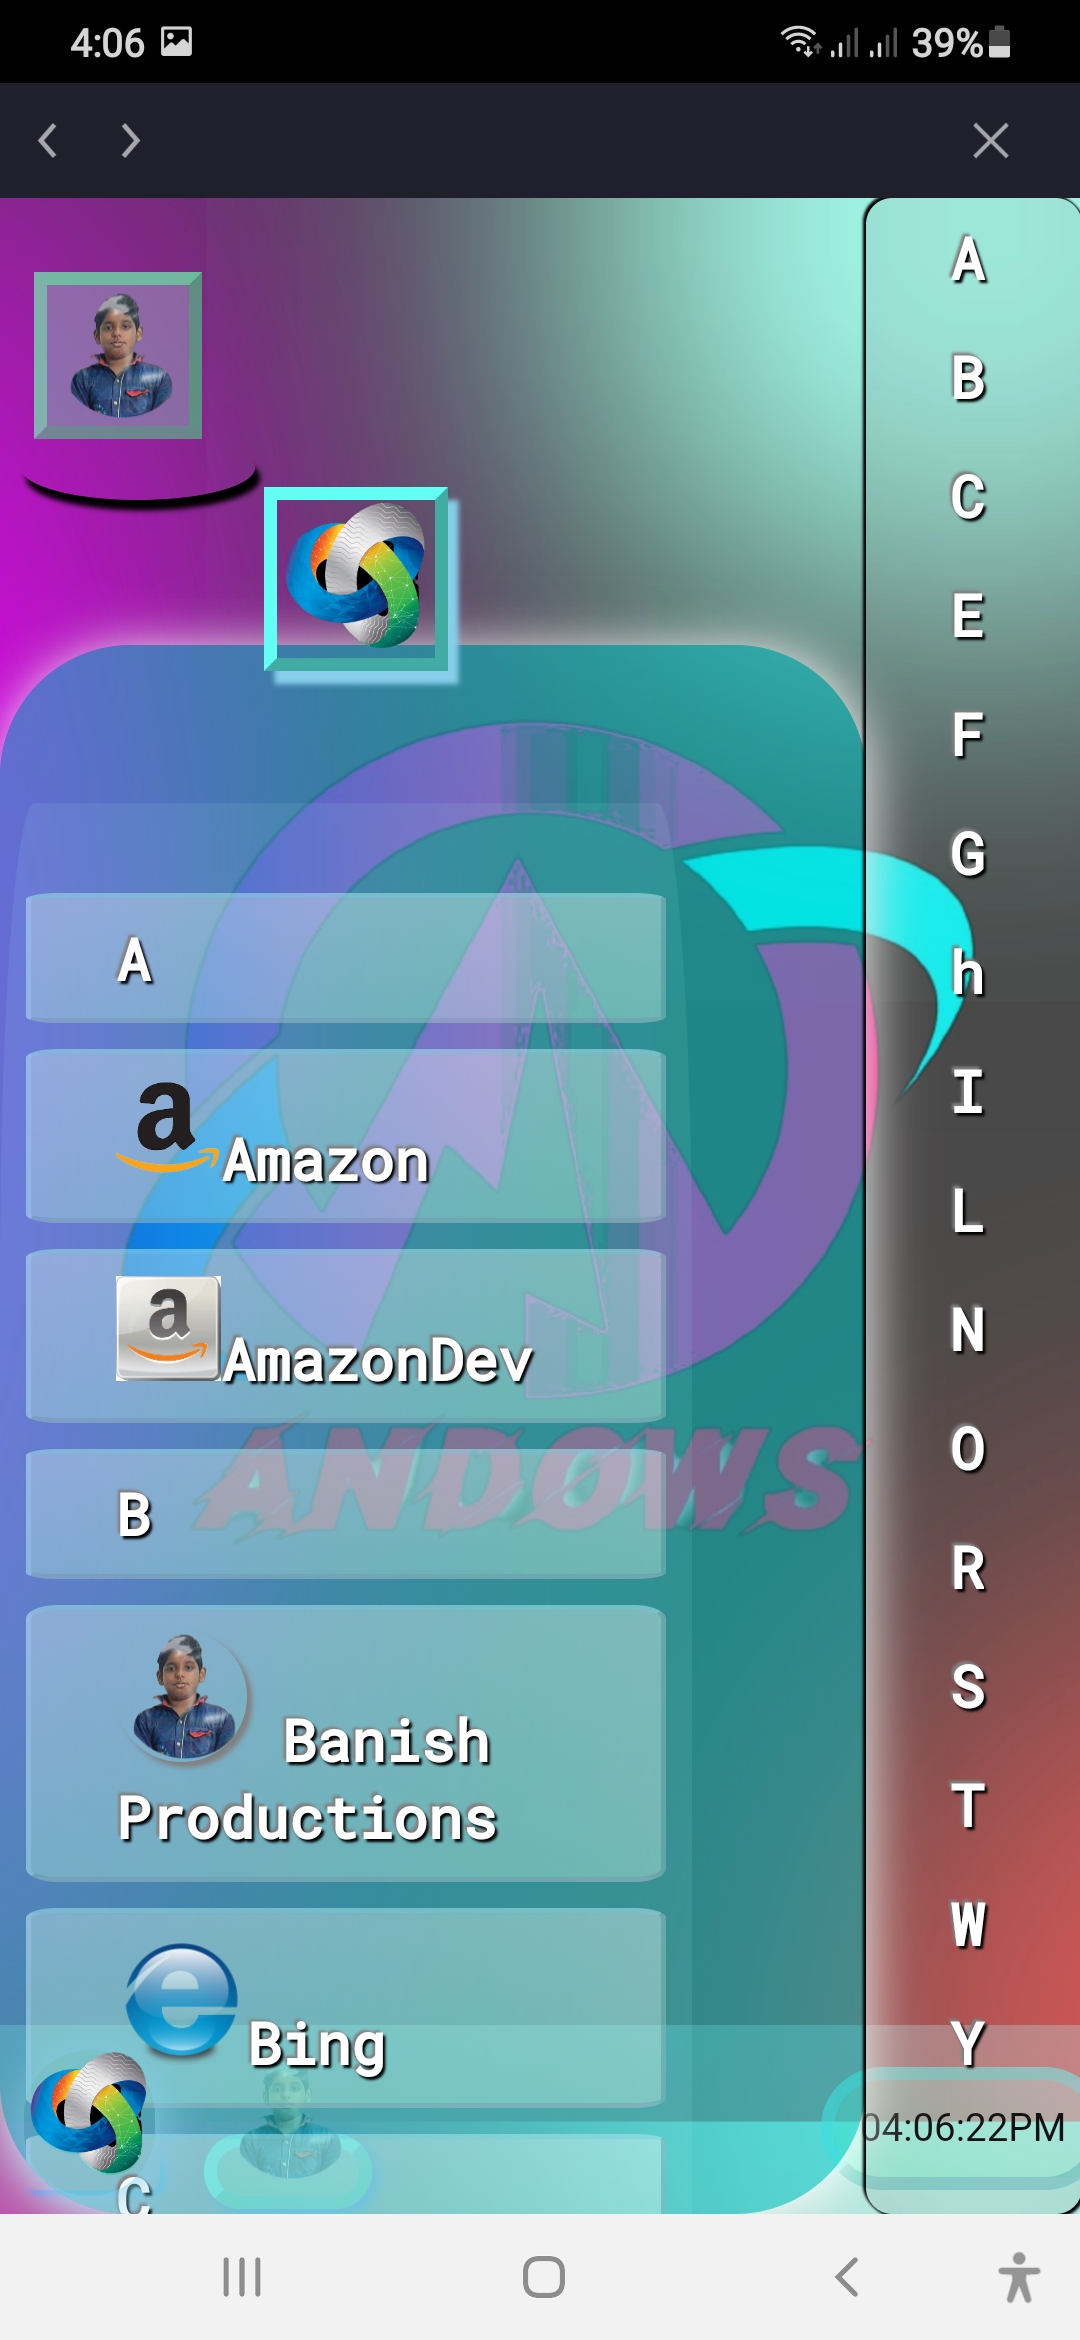 4:06
39%
A
B
C
E
F
G
h
I
L
N
O
R
S
T
W
Y
A
a Amazon
a AmazonDev
ANDOWS
B
Banish
Productions
e Bing
C
04:06:22PM